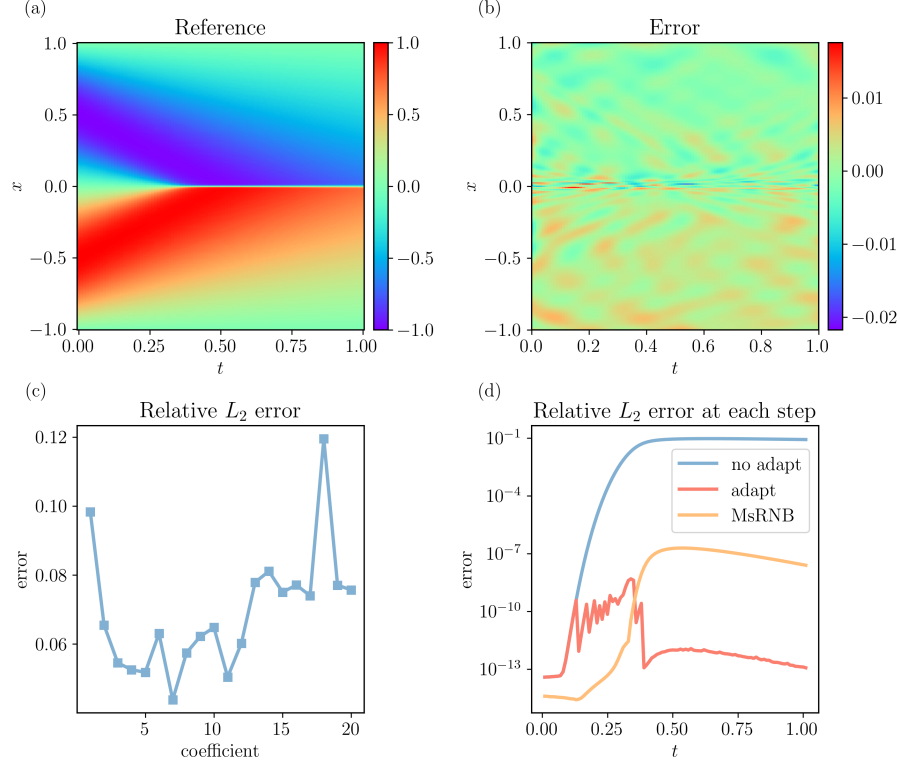 (a)
Reference
1.0
0.5
0.0
−0.5
−1.0
x
0.00
0.25
0.50
0.75
1.00
t
1.0
0.5
0.0
−0.5
−1.0
(b)
Error
1.0
0.5
0.0
−0.5
−1.0
x
0.0
0.2
0.4
0.6
0.8
1.0
t
0.01
0.00
−0.01
−0.02
(c)
Relative L₂ error
0.12
0.10
0.08
0.06
error
5
10
15
20
coefficient
(d)
Relative L₂ error at each step
10⁻¹
10⁻⁴
10⁻⁷
10⁻¹⁰
10⁻¹³
error
no adapt
adapt
MsRNB
0.00
0.25
0.50
0.75
1.00
t